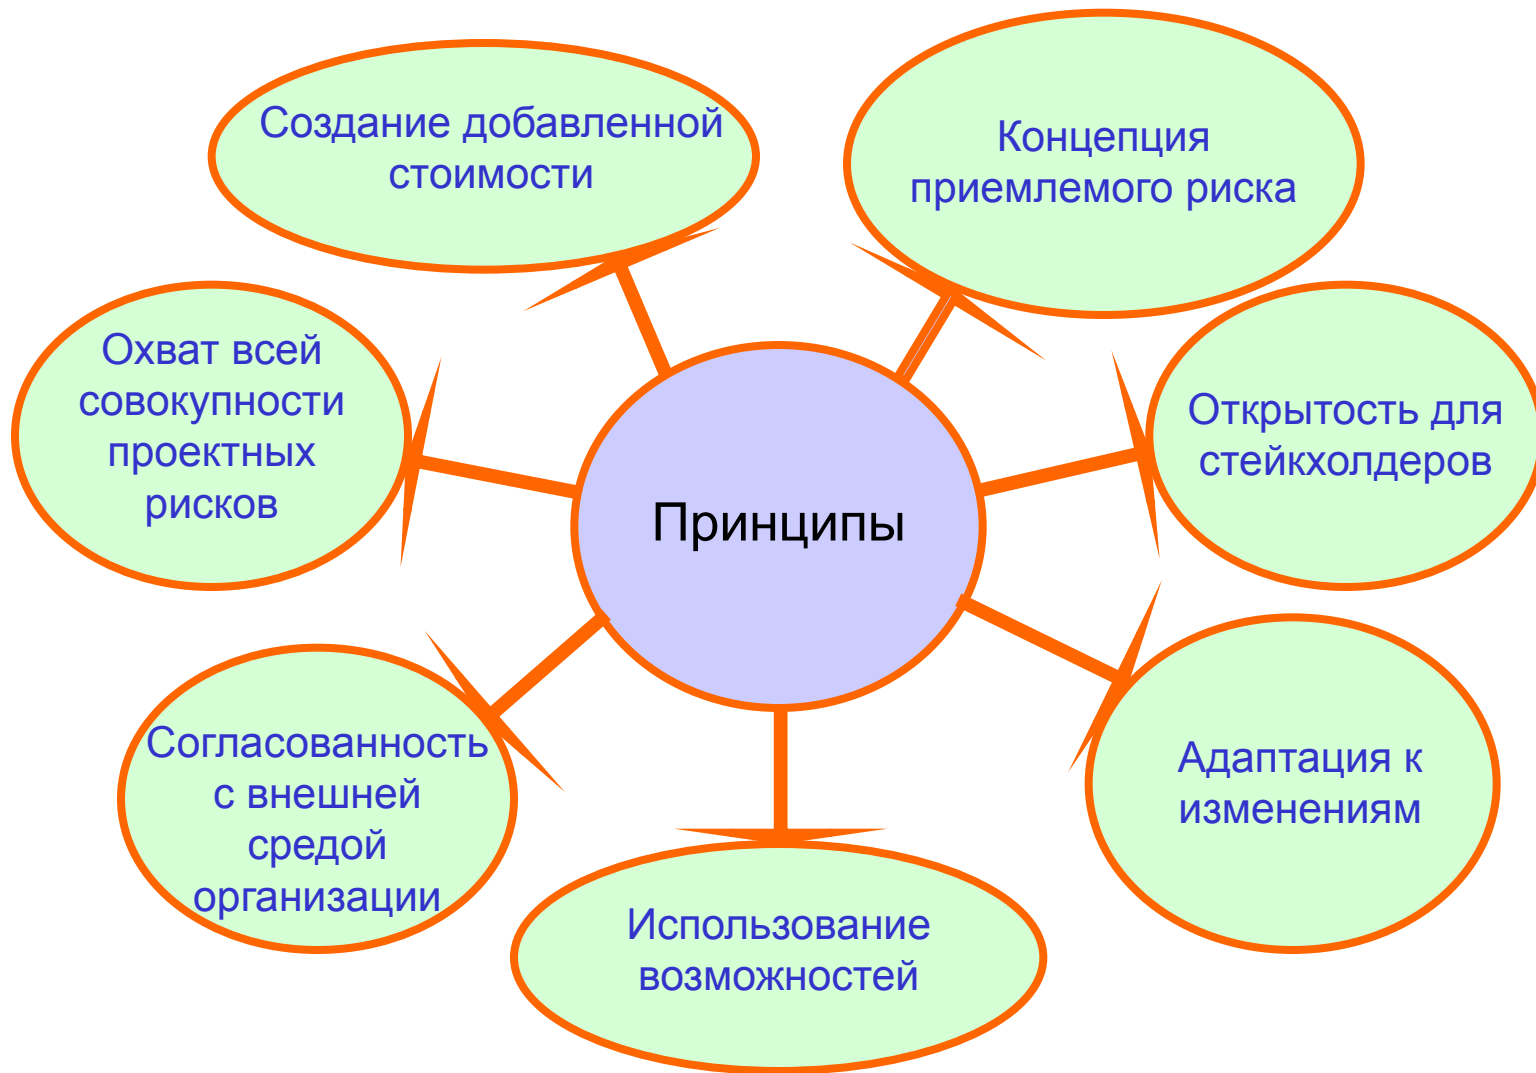 Создание добавленной
стоимости
Концепция
приемлемого риска
Охват всей
совокупности
проектных
рисков
Открытость для
стейкхолдеров
Принципы
Согласованность
с внешней
средой
организации
Адаптация к
изменениям
Использование
возможностей